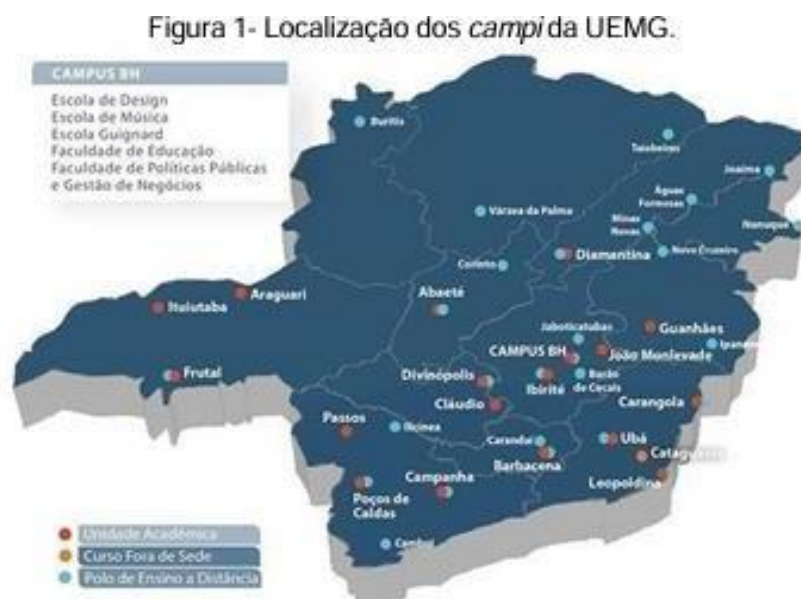 Figura 1- Localização dos campi da UEMG.
CAMPUS BH
Escola de Design
Escola de Música
Escola Guignard
Faculdade de Educação
Faculdade de Políticas Públicas
e Gestão de Negócios
Buritis
Taiobeiras
Joaíma
Águas
Formosas
Várzea da Palma
Minas
Novas
Nanuque
Diamantina
Novo Cruzeiro
Corinto
Araguari
Abaeté
Ituiutaba
Jaboticatubas
Guanhães
CAMPUS BH
João Monlevade
Frutal
Divinópolis
Ibirité
Barão
de Cocais
Cláudio
Carangola
Passos
Ilicínea
Carandaí
Ubá
Barbacena
Campanha
Leopoldina
Poços de
Caldas
Cambuí
Unidade Acadêmica
Curso Fora de Sede
Polo de Ensino a Distância